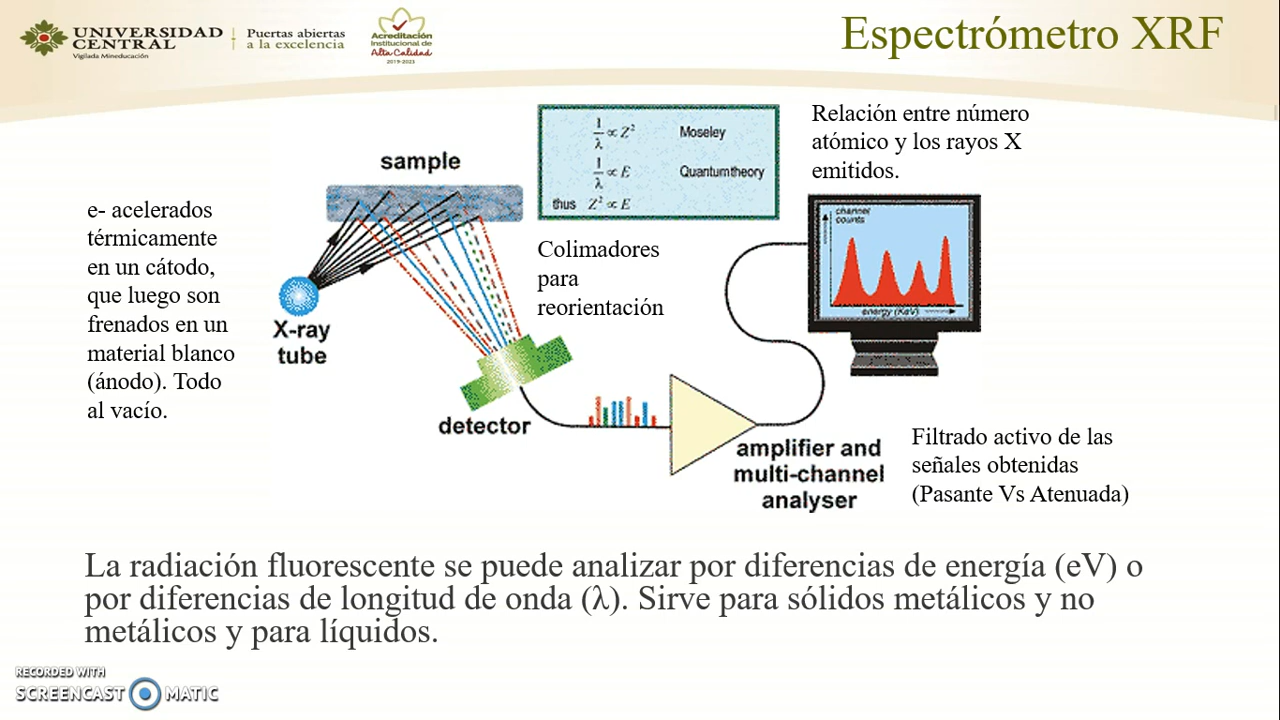 UNIVERSIDAD
CENTRAL
Vigilada Mineducación
Puertas abiertas
a la excelencia
Acreditación
Institucional de
Alta Calidad
2019-2023
Espectrómetro XRF
Relación entre número
atómico y los rayos X
emitidos.
1/λ ∝ Z² Moseley
1/λ ∝ E Quantum theory
thus Z² ∝ E
sample
e- acelerados
térmicamente
en un cátodo,
que luego son
frenados en un
material blanco
(ánodo). Todo
al vacío.
Colimadores
para
reorientación
channel
counts
energy (KeV)
X-ray
tube
detector
amplifier and
multi-channel
analyser
Filtrado activo de las
señales obtenidas
(Pasante Vs Atenuada)
La radiación fluorescente se puede analizar por diferencias de energía (eV) o
por diferencias de longitud de onda (λ). Sirve para sólidos metálicos y no
metálicos y para líquidos.
RECORDED WITH
SCREENCAST MATIC